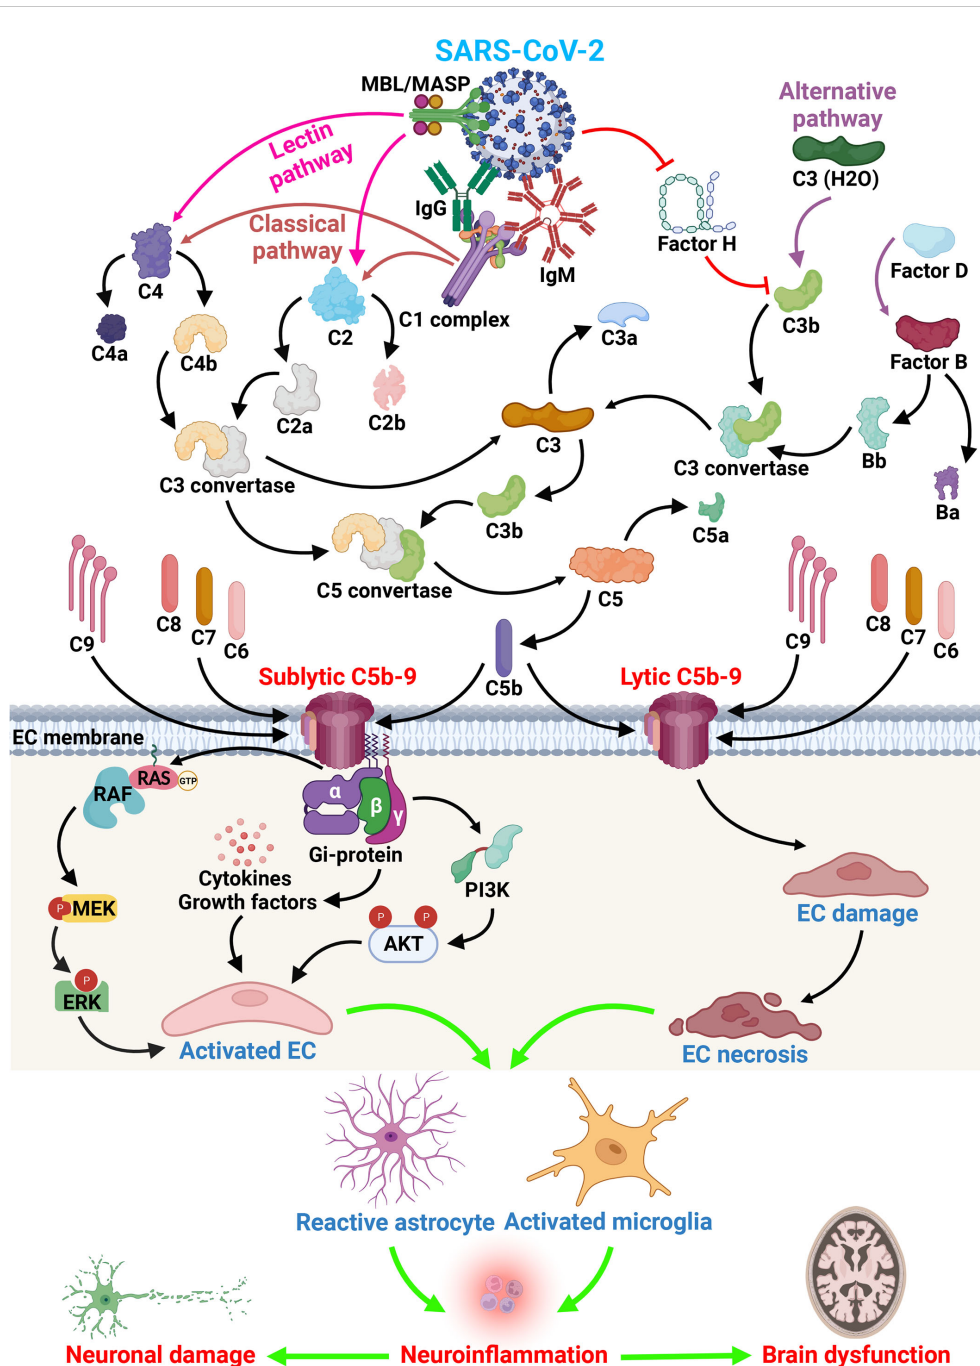 SARS-CoV-2
MBL/MASP
Alternative
pathway
Lectin
pathway
C3 (H2O)
IgG
Classical
pathway
Factor H
IgM
Factor D
C4
C2
C1 complex
C3b
C4a
C4b
C3a
Factor B
C2a
C2b
C3
C3 convertase
Bb
C3 convertase
Ba
C3b
C5a
C5 convertase
C5
C9
C8
C7
C6
C9
C8
C7
C6
Sublytic C5b-9
C5b
Lytic C5b-9
EC membrane
RAS
GTP
RAF
α
β
γ
Gi-protein
Cytokines
Growth factors
PI3K
P
MEK
P
P
AKT
EC damage
P
ERK
Activated EC
EC necrosis
Reactive astrocyte
Activated microglia
Neuronal damage
Neuroinflammation
Brain dysfunction